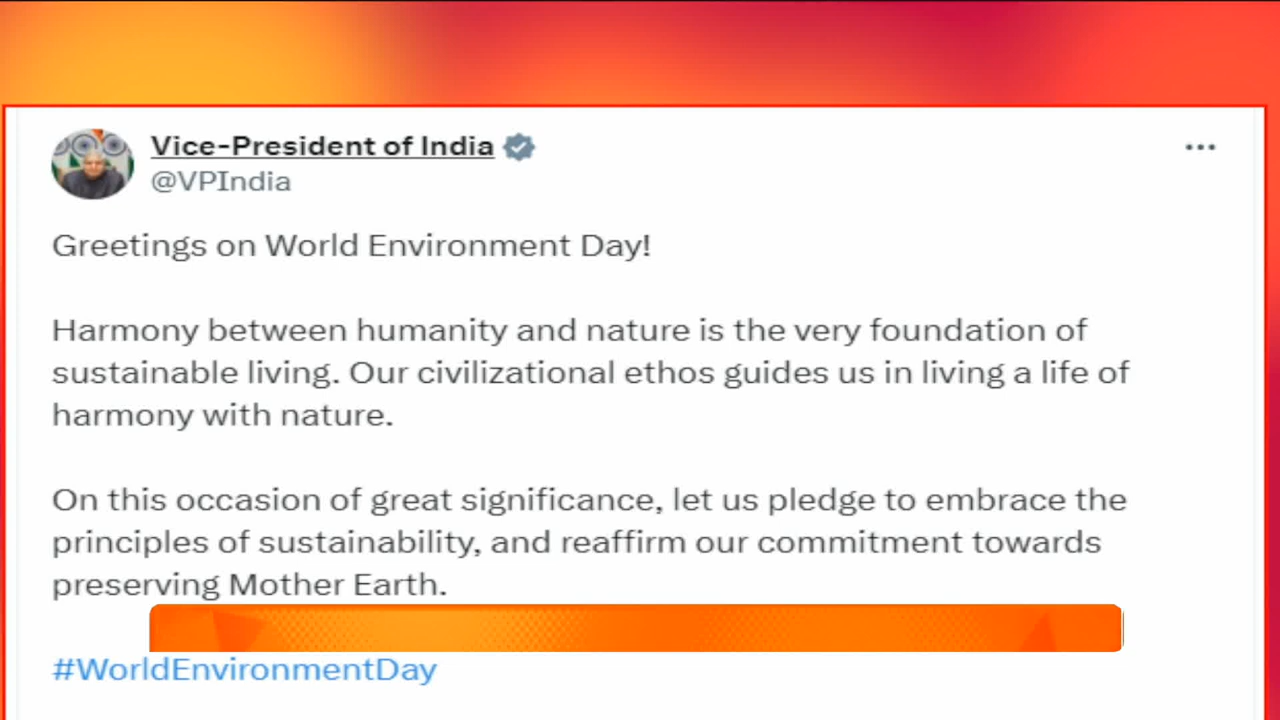 Vice-President of India
@VPIndia
Greetings on World Environment Day!
Harmony between humanity and nature is the very foundation of
sustainable living. Our civilizational ethos guides us in living a life of
harmony with nature.
On this occasion of great significance, let us pledge to embrace the
principles of sustainability, and reaffirm our commitment towards
preserving Mother Earth.
#WorldEnvironmentDay